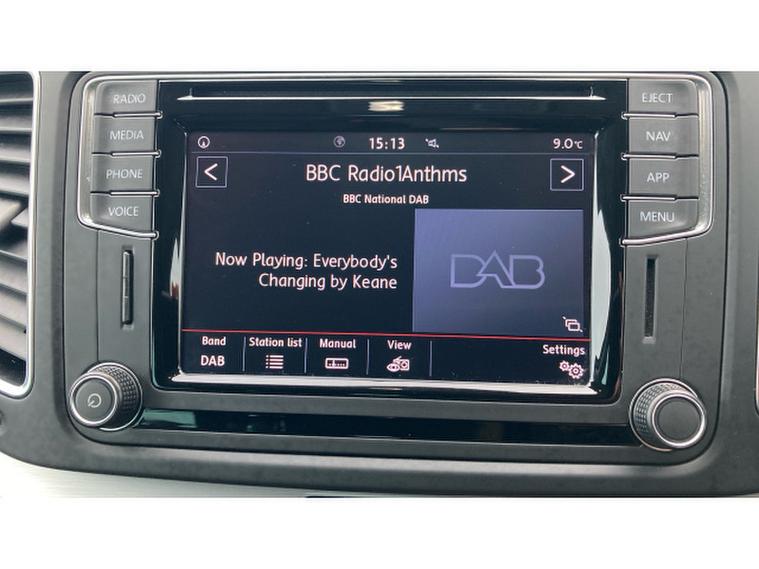 RADIO
MEDIA
PHONE
VOICE
EJECT
NAV
APP
MENU
15:13
9.0°C
<
BBC Radio1Anthms
>
BBC National DAB
Now Playing: Everybody's
Changing by Keane
DAB
Band
Station list
Manual
View
Settings
DAB